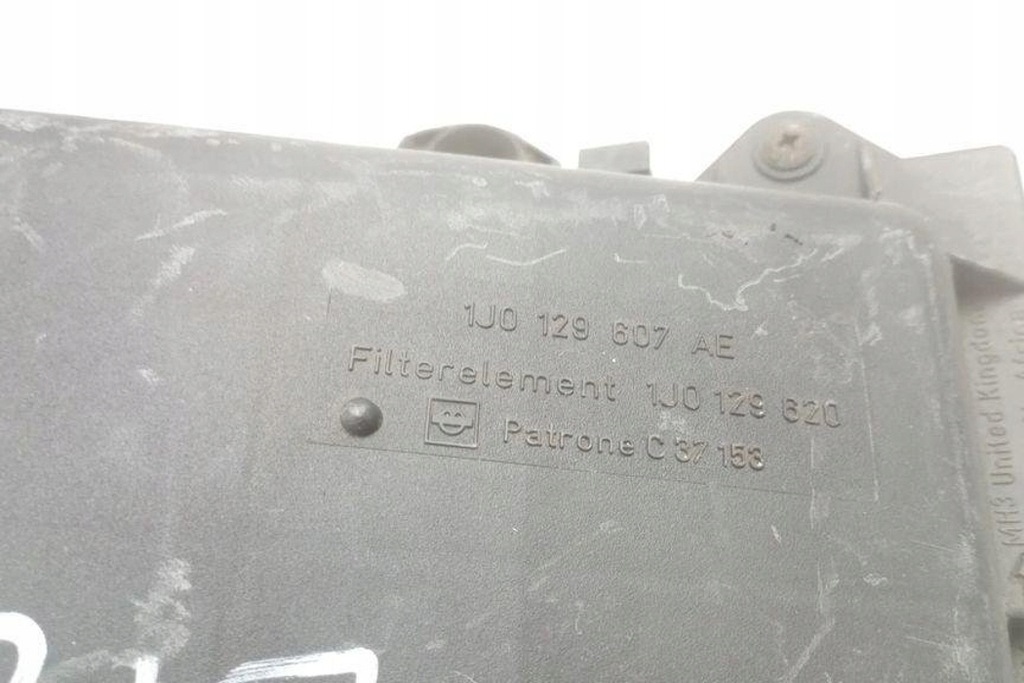 1J0 129 607 AE
Filterelement 1J0 129 620
Patrone C 37 153
MH3 United Kingdom